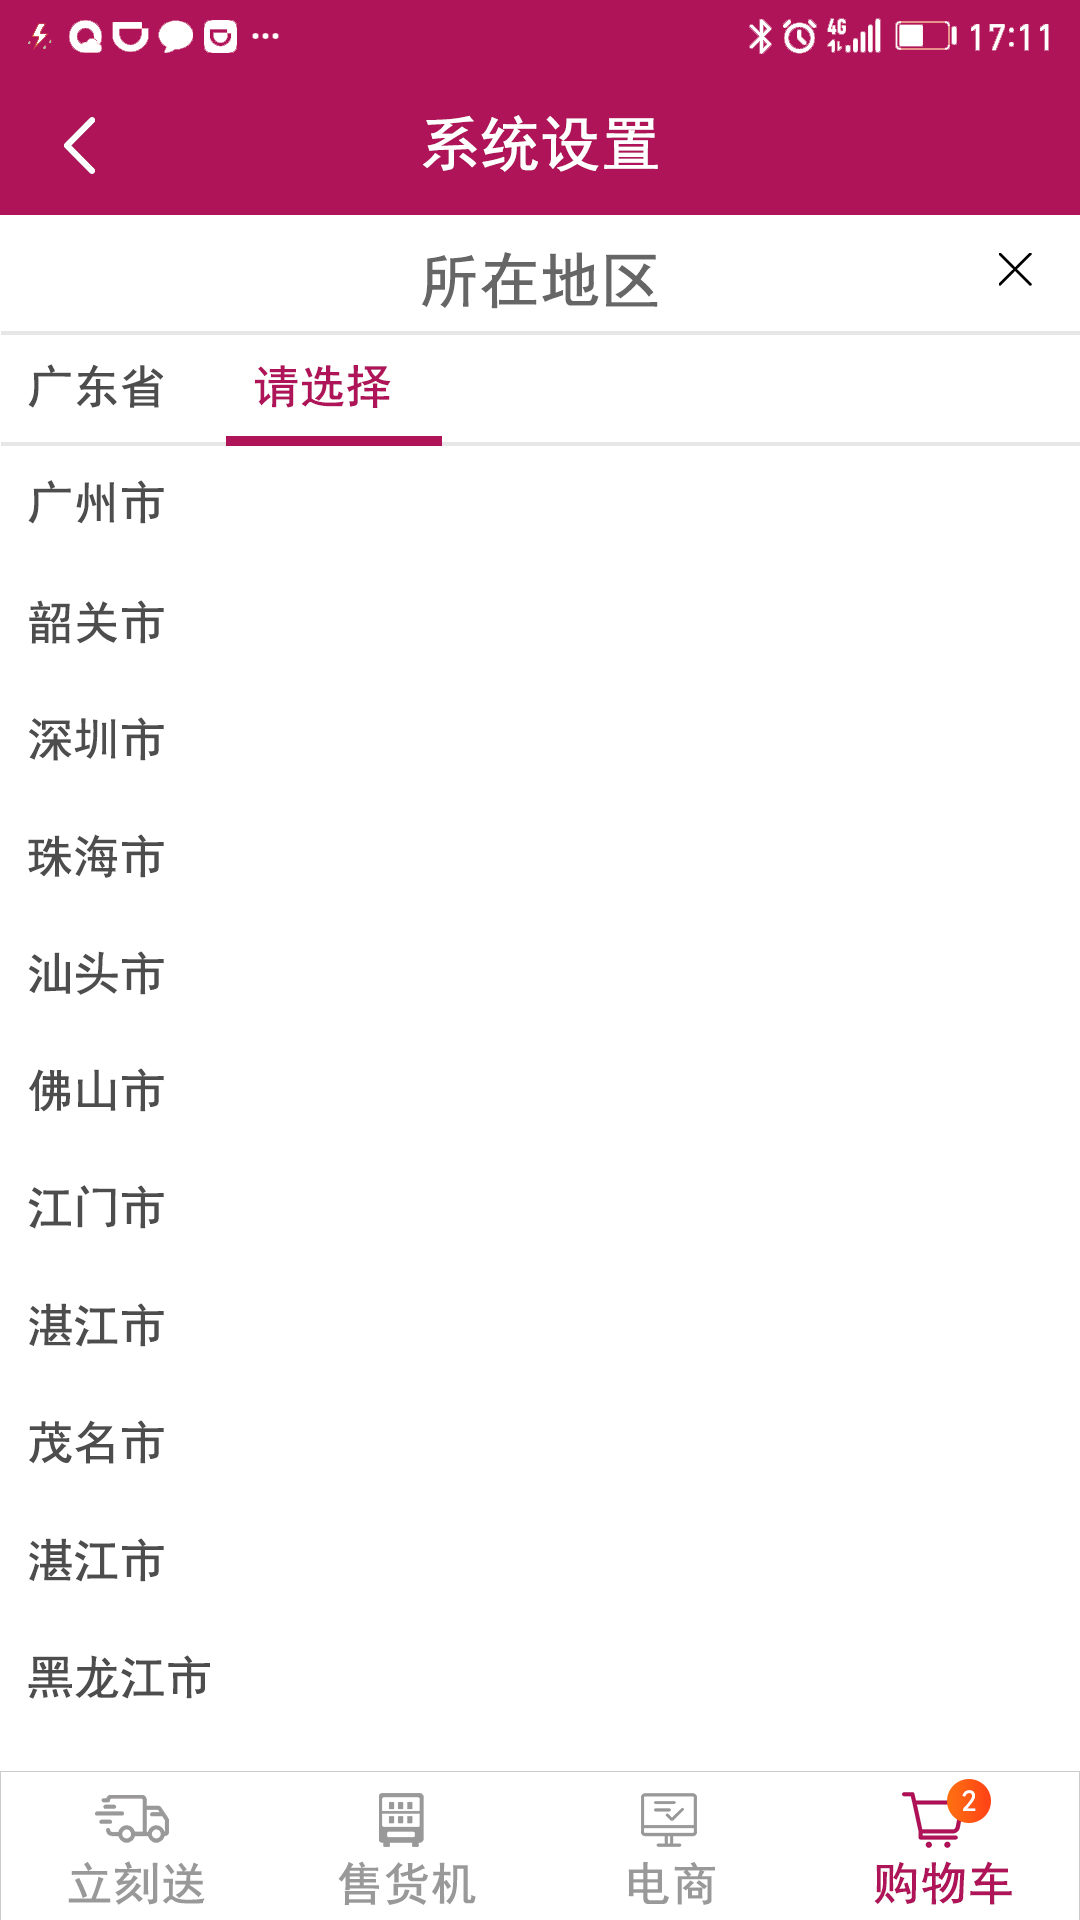 4G 17:11
系统设置
所在地区
广东省 请选择
广州市
韶关市
深圳市
珠海市
汕头市
佛山市
江门市
湛江市
茂名市
湛江市
黑龙江市
2
立刻送 售货机 电商 购物车